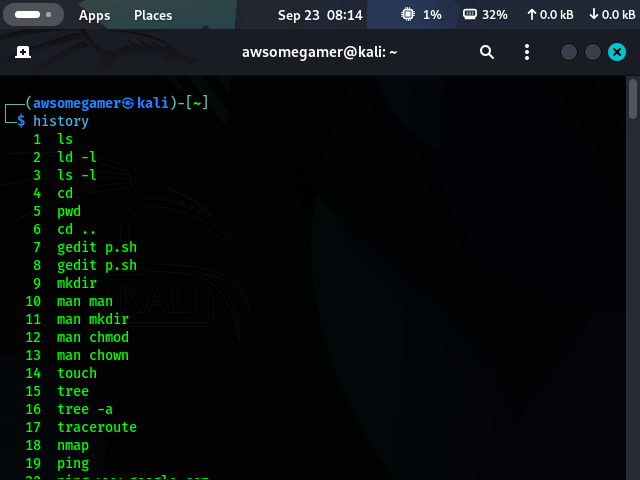 Apps Places Sep 23 08:14 1% 32% 0.0 kB 0.0 kB
awsomegamer@kali: ~
(awsomegamer㉿kali)-[~]
$ history
1 ls
2 ld -l
3 ls -l
4 cd
5 pwd
6 cd ..
7 gedit p.sh
8 gedit p.sh
9 mkdir
10 man man
11 man mkdir
12 man chmod
13 man chown
14 touch
15 tree
16 tree -a
17 traceroute
18 nmap
19 ping
KALI